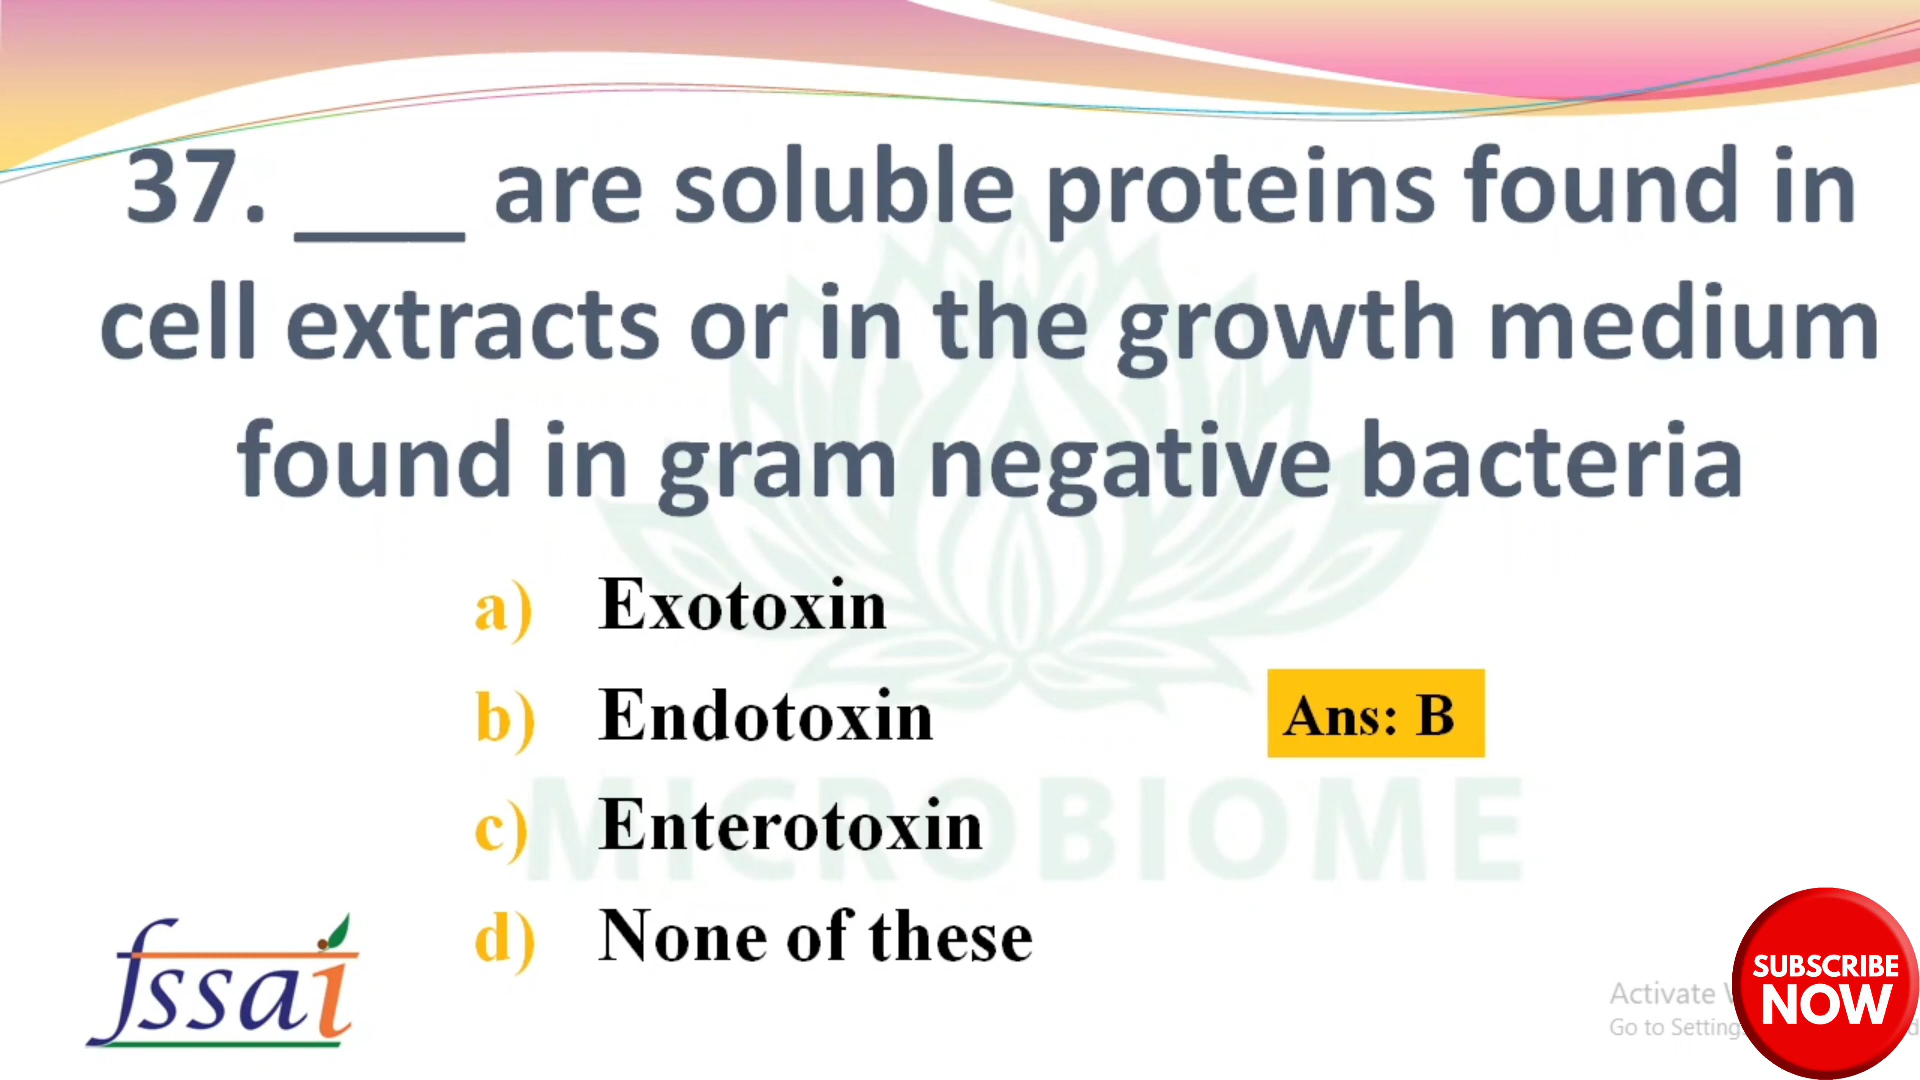 37. ___ are soluble proteins found in
cell extracts or in the growth medium
found in gram negative bacteria
a) Exotoxin
b) Endotoxin
Ans: B
c) Enterotoxin
d) None of these
MICROBIOME
fssai
Activate
Go to Setting
SUBSCRIBE
NOW